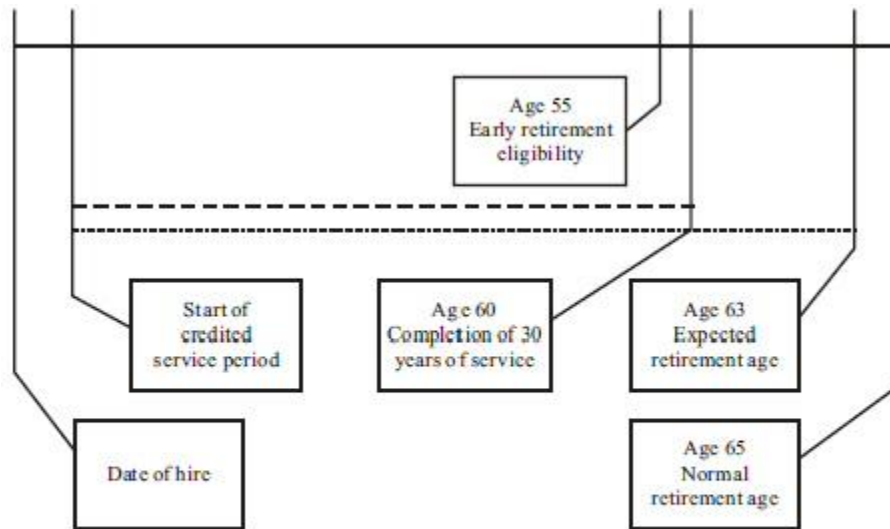 Age 55
Early retirement
eligibility
Start of
credited
service period
Age 60
Completion of 30
years of service
Age 63
Expected
retirement age
Date of hire
Age 65
Normal
retirement age